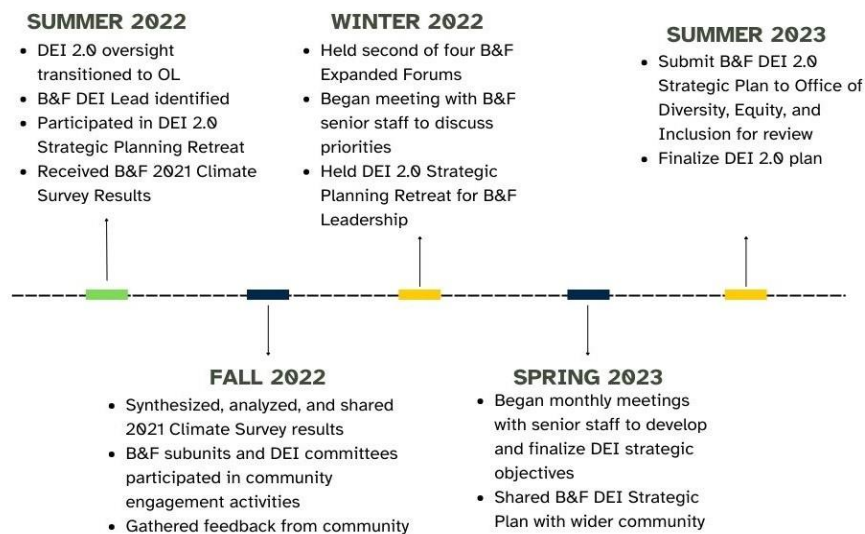 SUMMER 2022
• DEI 2.0 oversight
transitioned to OL
• B&F DEI Lead identified
• Participated in DEI 2.0
Strategic Planning Retreat
• Received B&F 2021 Climate
Survey Results
WINTER 2022
• Held second of four B&F
Expanded Forums
• Began meeting with B&F
senior staff to discuss
priorities
• Held DEI 2.0 Strategic
Planning Retreat for B&F
Leadership
SUMMER 2023
• Submit B&F DEI 2.0
Strategic Plan to Office of
Diversity, Equity, and
Inclusion for review
• Finalize DEI 2.0 plan
FALL 2022
• Synthesized, analyzed, and shared
2021 Climate Survey results
• B&F subunits and DEI committees
participated in community
engagement activities
• Gathered feedback from community
SPRING 2023
• Began monthly meetings
with senior staff to develop
and finalize DEI strategic
objectives
• Shared B&F DEI Strategic
Plan with wider community